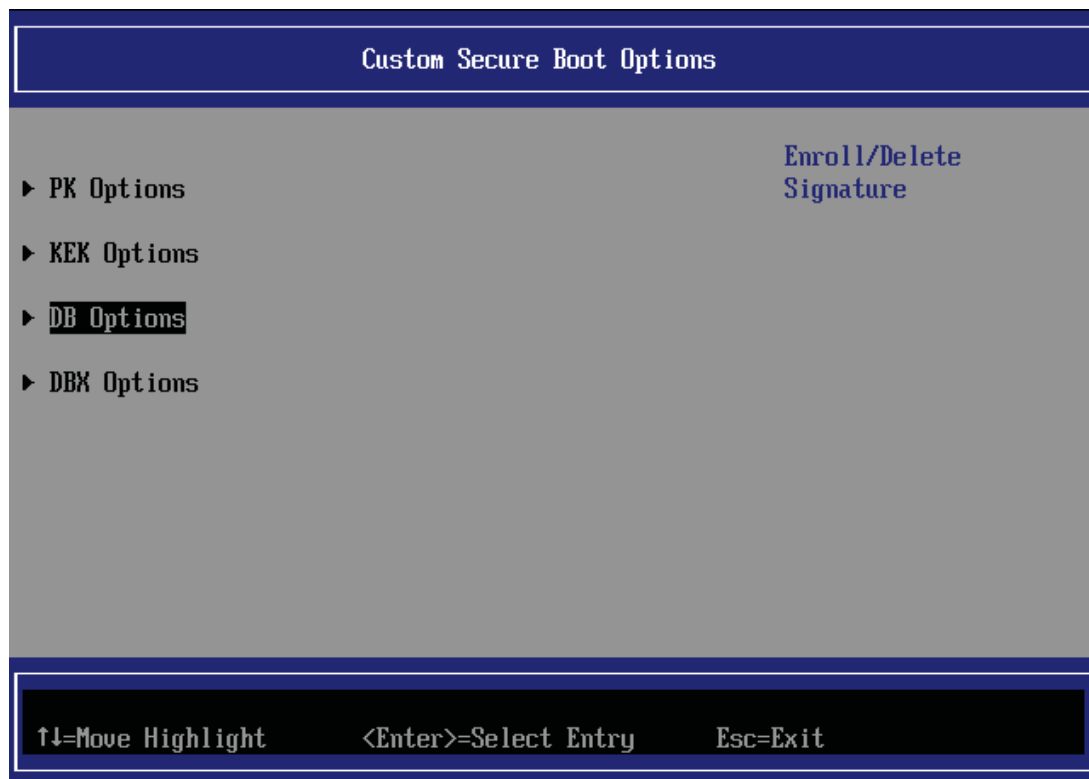 Custom Secure Boot Options
Enroll/Delete
Signature
▶ PK Options
▶ KEK Options
▶ DB Options
▶ DBX Options
↑↓=Move Highlight <Enter>=Select Entry Esc=Exit